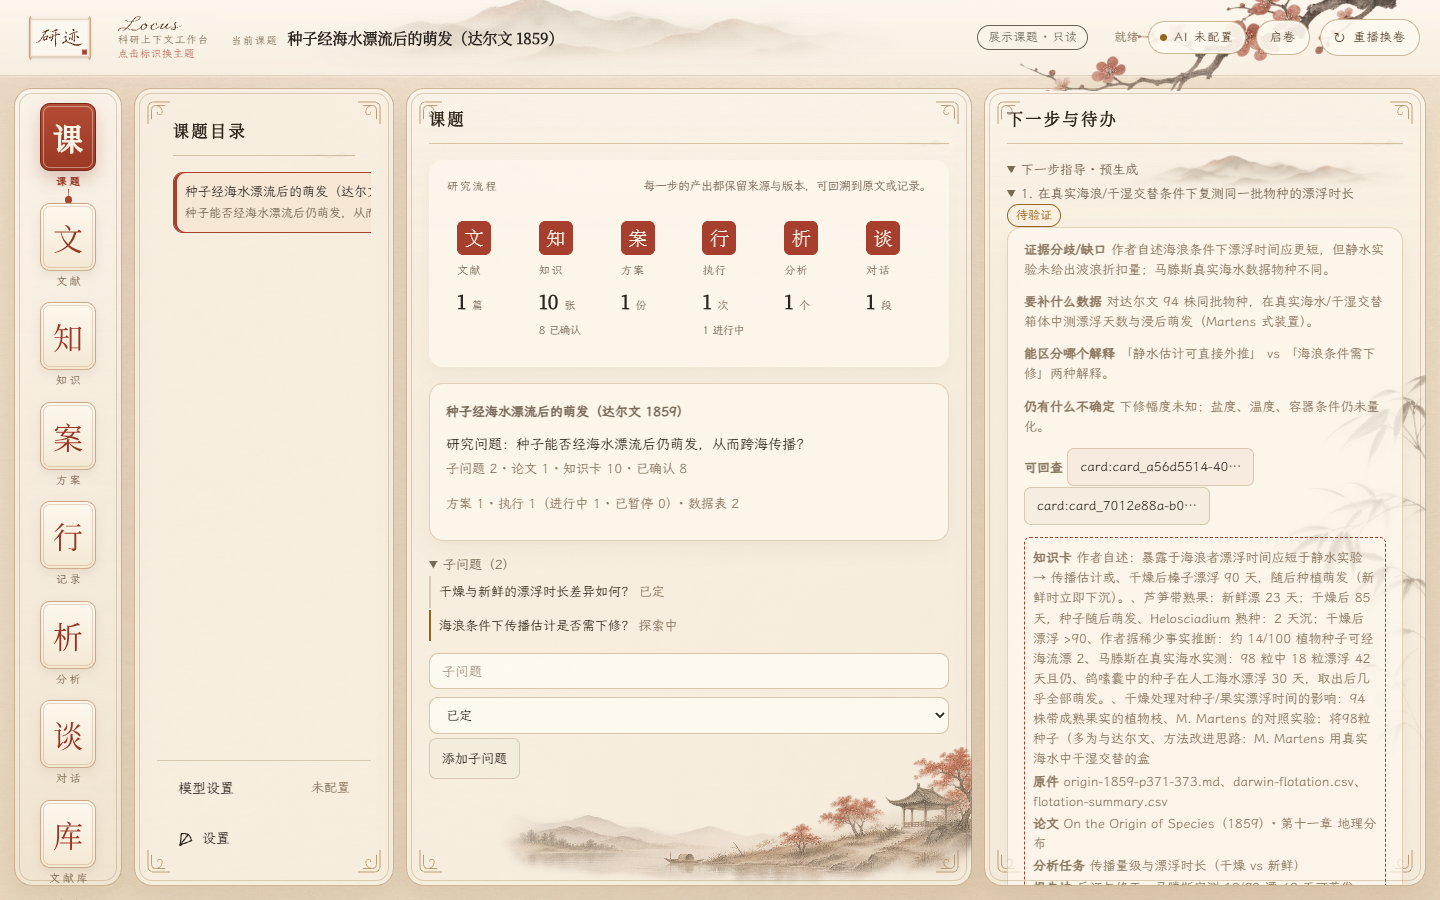 研迹
Locus
科研上下文工作台
点击标识换主题
当前课题 种子经海水漂流后的萌发（达尔文 1859）
展示课题・只读
就绪
AI 未配置
启卷
↻ 重播换卷
课
课题
文
文献
知
知识
案
方案
行
记录
析
分析
谈
对话
库
文献库
课题目录
种子经海水漂流后的萌发（达尔文
种子能否经海水漂流后仍萌发，从而
模型设置 未配置
设置
课题
研究流程 每一步的产出都保留来源与版本，可回溯到原文或记录。
文 知 案 行 析 谈
文献 知识 方案 执行 分析 对话
1 篇 10 张 1 份 1 次 1 个 1 段
8 已确认 1 进行中
种子经海水漂流后的萌发（达尔文 1859）
研究问题：种子能否经海水漂流后仍萌发，从而跨海传播？
子问题 2・论文 1・知识卡 10・已确认 8
方案 1・执行 1（进行中 1・已暂停 0）・数据表 2
▼ 子问题（2）
干燥与新鲜的漂浮时长差异如何？ 已定
海浪条件下传播估计是否需下修？ 探索中
子问题
已定
添加子问题
下一步与待办
▼ 下一步指导・预生成
▼ 1. 在真实海浪/干湿交替条件下复测同一批物种的漂浮时长
待验证
证据分歧/缺口 作者自述海浪条件下漂浮时间应更短，但静水实
验未给出波浪折扣量；马滕斯真实海水数据物种不同。
要补什么数据 对达尔文 94 株同批物种，在真实海水/干湿交替
箱体中测漂浮天数与浸后萌发（Martens 式装置）。
能区分哪个解释 「静水估计可直接外推」 vs 「海浪条件需下
修」两种解释。
仍有什么不确定 下修幅度未知；盐度、温度、容器条件仍未量
化。
可回查 card:card_a56d5514-40…
card:card_7012e88a-b0…
知识卡 作者自述：暴露于海浪者漂浮时间应短于静水实验
→ 传播估计或、干燥后榛子漂浮 90 天，随后种植萌发（新
鲜时立即下沉）。、芦笋带熟果：新鲜漂 23 天；干燥后 85
天，种子随后萌发、Helosciadium 熟种：2 天沉；干燥后
漂浮 >90、作者据稀少事实推断：约 14/100 植物种子可经
海流漂 2、马滕斯在真实海水实测：98 粒中 18 粒漂浮 42
天且仍、鸽嗉囊中的种子在人工海水漂浮 30 天，取出后几
乎全部萌发。、干燥处理对种子/果实漂浮时间的影响：94
株带成熟果实的植物枝、M. Martens 的对照实验：将98粒
种子（多为与达尔文、方法改进思路：M. Martens 用真实
海水中干湿交替的盒
原件 origin-1859-p371-373.md、darwin-flotation.csv、
flotation-summary.csv
论文 On the Origin of Species（1859）・第十一章 地理分
布
分析任务 传播量级与漂浮时长（干燥 vs 新鲜）